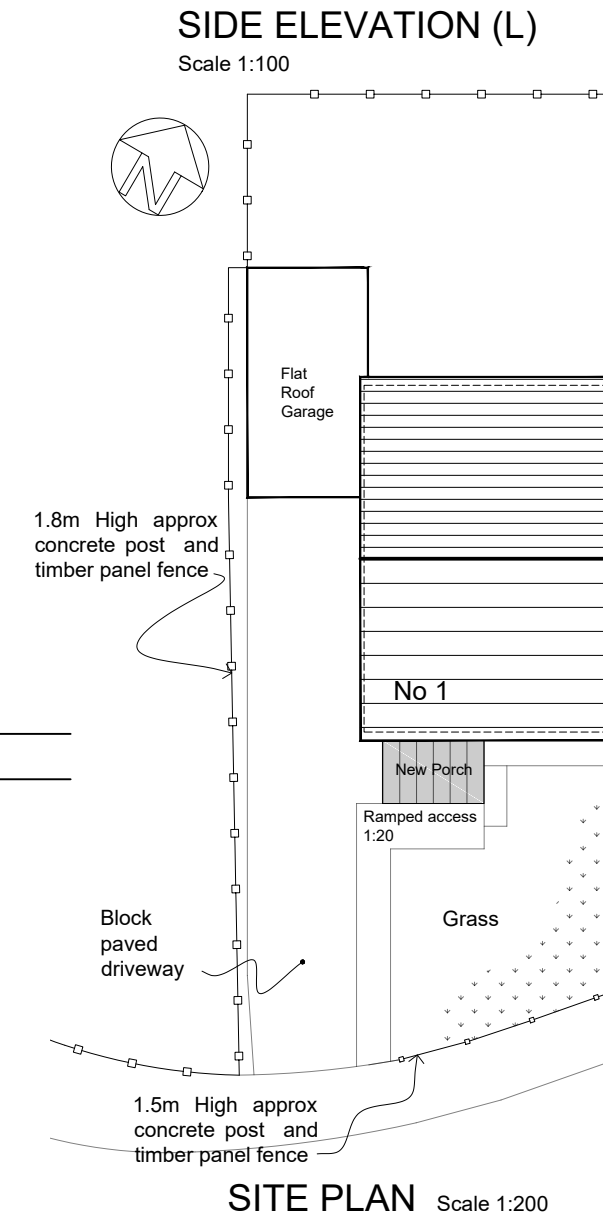 SIDE ELEVATION (L)
Scale 1:100
N
Flat
Roof
Garage
1.8m High approx
concrete post and
timber panel fence
No 1
New Porch
Ramped access
1:20
Block
paved
driveway
Grass
1.5m High approx
concrete post and
timber panel fence
SITE PLAN Scale 1:200